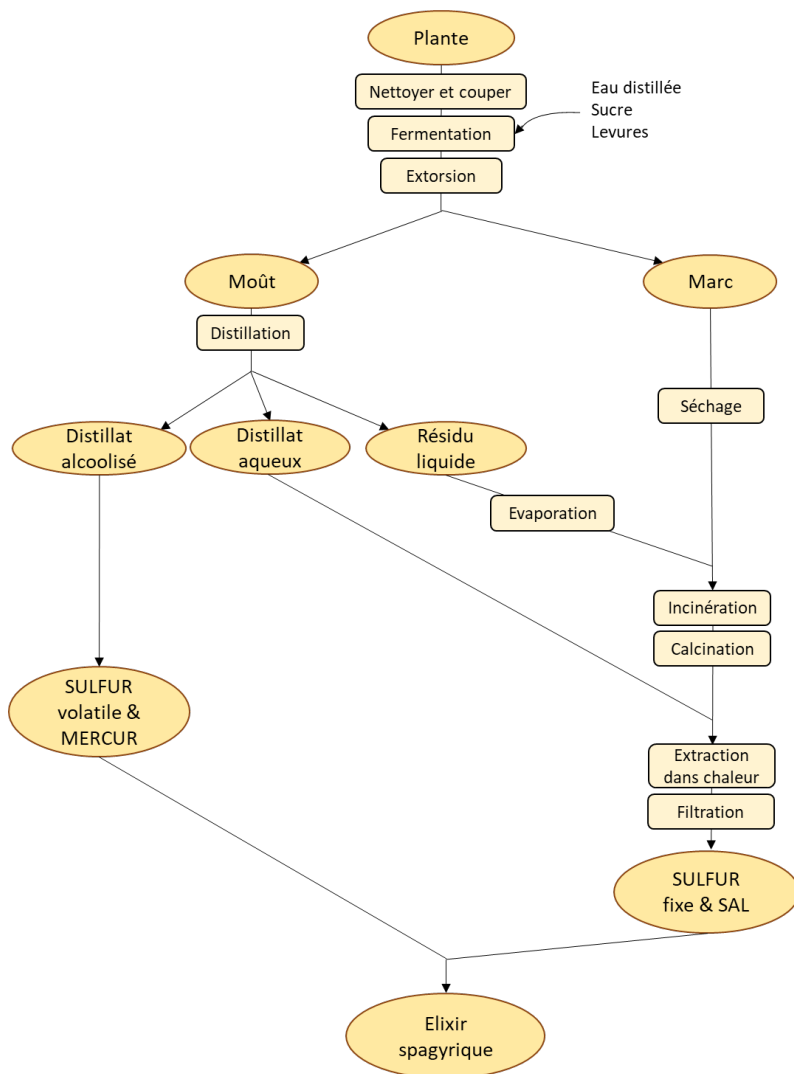 Plante
Nettoyer et couper
Eau distillée
Sucre
Levures
Fermentation
Extorsion
Moût
Marc
Distillation
Séchage
Distillat
alcoolisé
Distillat
aqueux
Résidu
liquide
Evaporation
Incinération
Calcination
SULFUR
volatile &
MERCUR
Extraction
dans chaleur
Filtration
SULFUR
fixe & SAL
Elixir
spagyrique